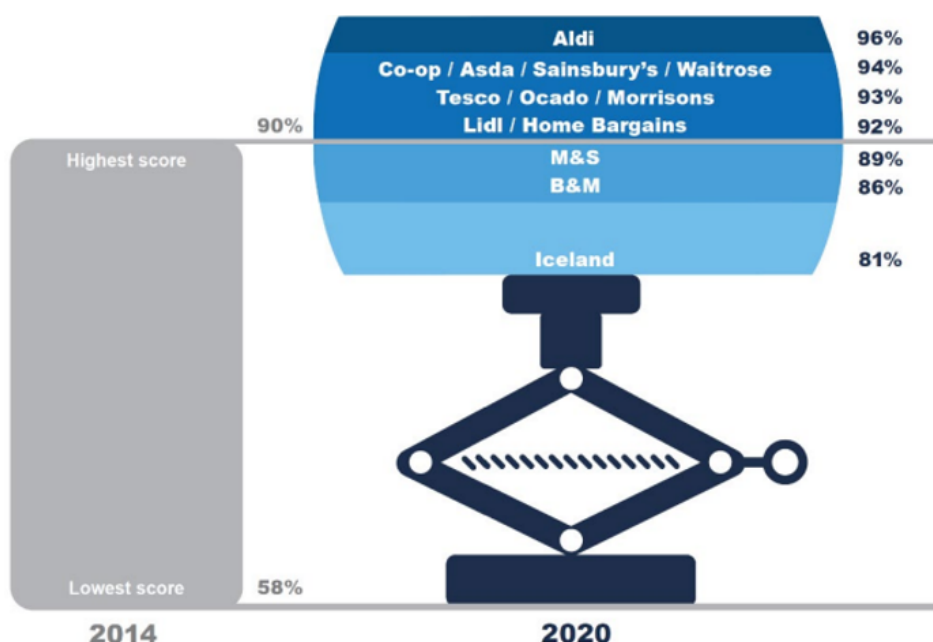 Aldi 96%
Co-op / Asda / Sainsbury's / Waitrose 94%
Tesco / Ocado / Morrisons 93%
90% Lidl / Home Bargains 92%
Highest score M&S 89%
B&M 86%
Iceland 81%
Lowest score 58%
2014 2020